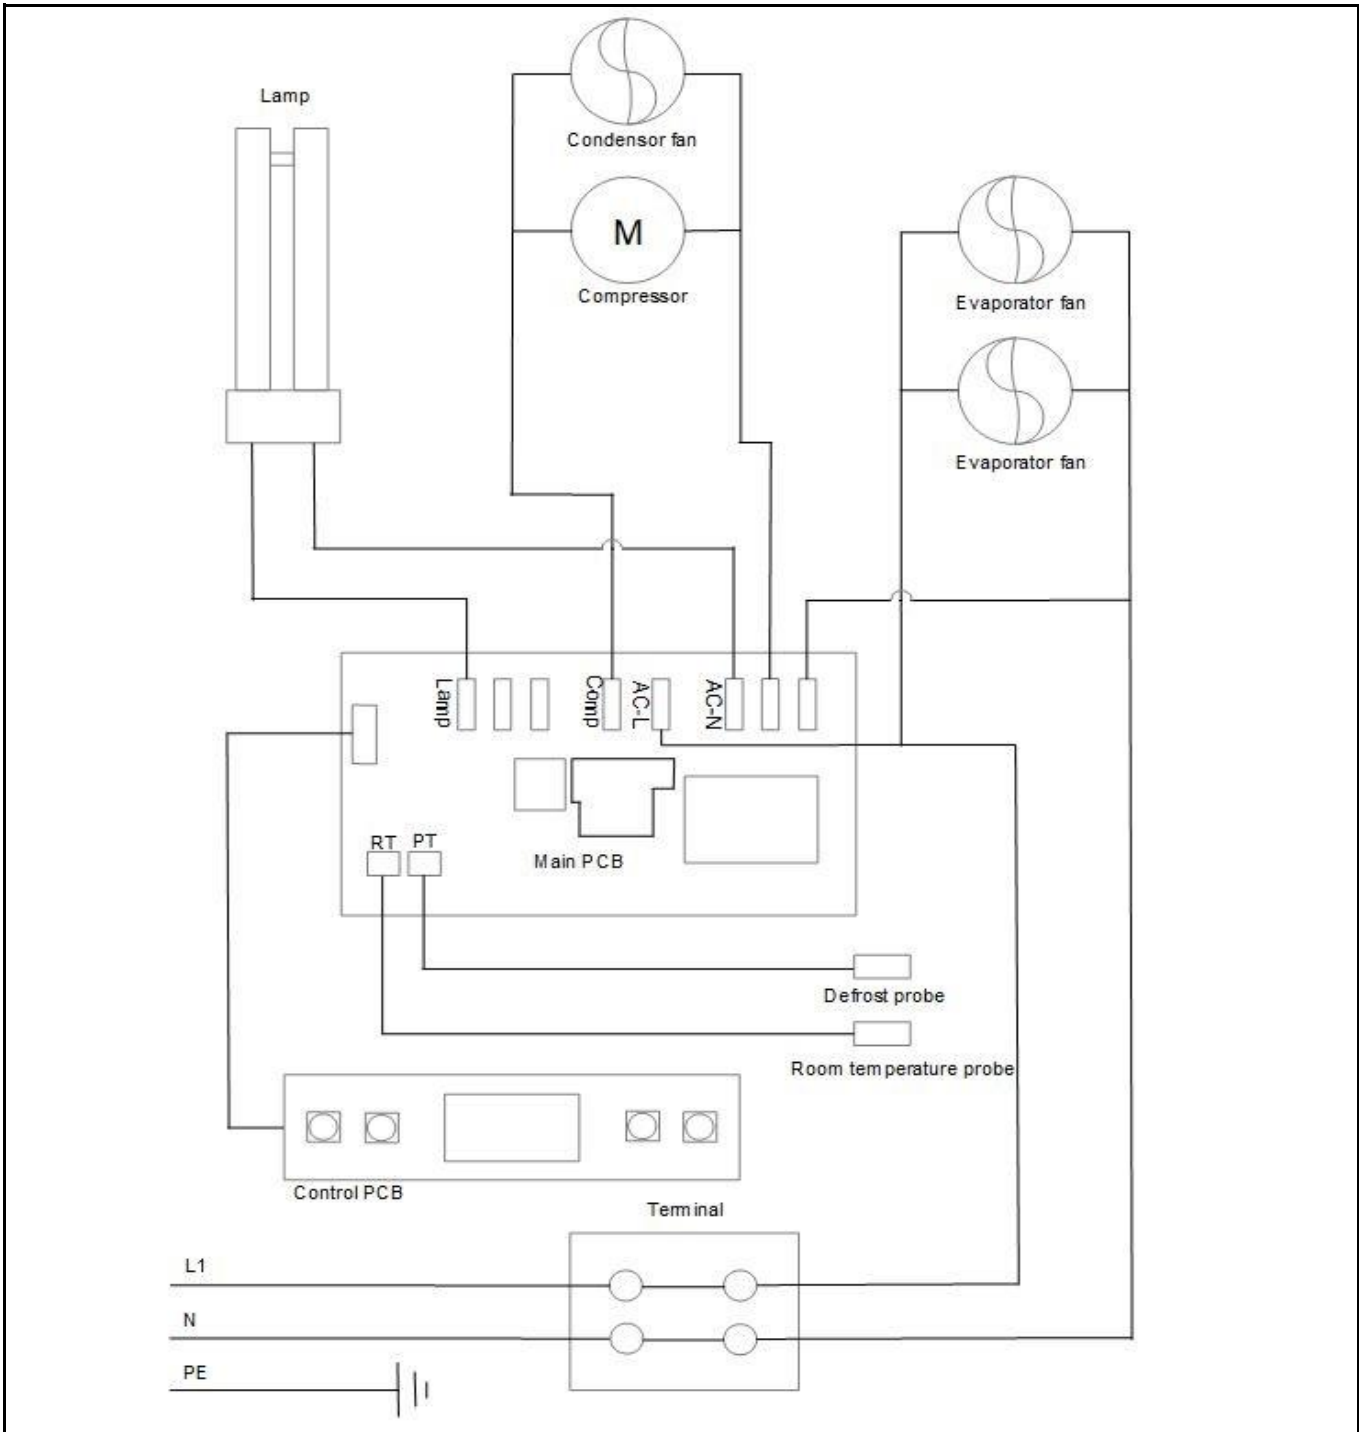 Lamp
Condensor fan
M
Compressor
Evaporator fan
Evaporator fan
Lamp
Comp
AC-L
AC-N
RT
PT
Main PCB
Defrost probe
Room temperature probe
Control PCB
Terminal
L1
N
PE